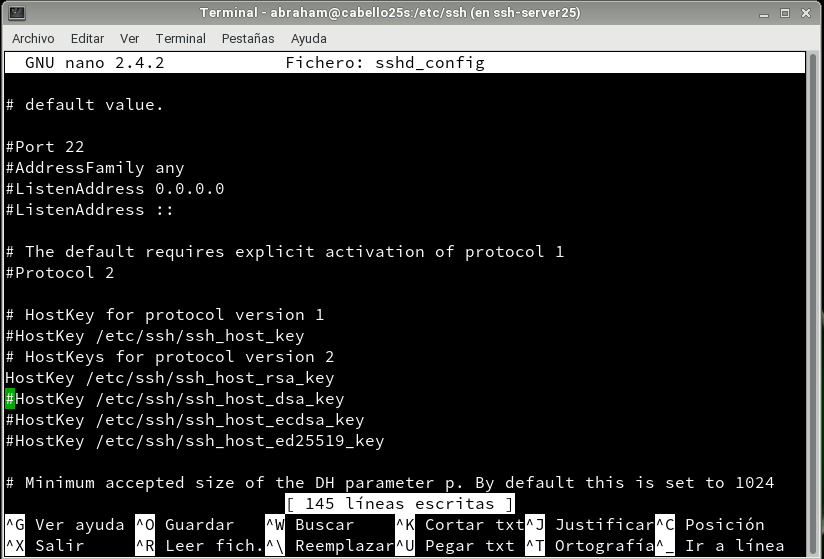 Terminal - abraham@cabello25s:/etc/ssh (en ssh-server25)
Archivo Editar Ver Terminal Pestañas Ayuda
GNU nano 2.4.2 Fichero: sshd_config
# default value.
#Port 22
#AddressFamily any
#ListenAddress 0.0.0.0
#ListenAddress ::
# The default requires explicit activation of protocol 1
#Protocol 2
# HostKey for protocol version 1
#HostKey /etc/ssh/ssh_host_key
# HostKeys for protocol version 2
HostKey /etc/ssh/ssh_host_rsa_key
#HostKey /etc/ssh/ssh_host_dsa_key
#HostKey /etc/ssh/ssh_host_ecdsa_key
#HostKey /etc/ssh/ssh_host_ed25519_key
# Minimum accepted size of the DH parameter p. By default this is set to 1024
[ 145 líneas escritas ]
^G Ver ayuda ^O Guardar ^W Buscar ^K Cortar txt ^J Justificar ^C Posición
^X Salir ^R Leer fich. ^\ Reemplazar ^U Pegar txt ^T Ortografía ^_ Ir a línea